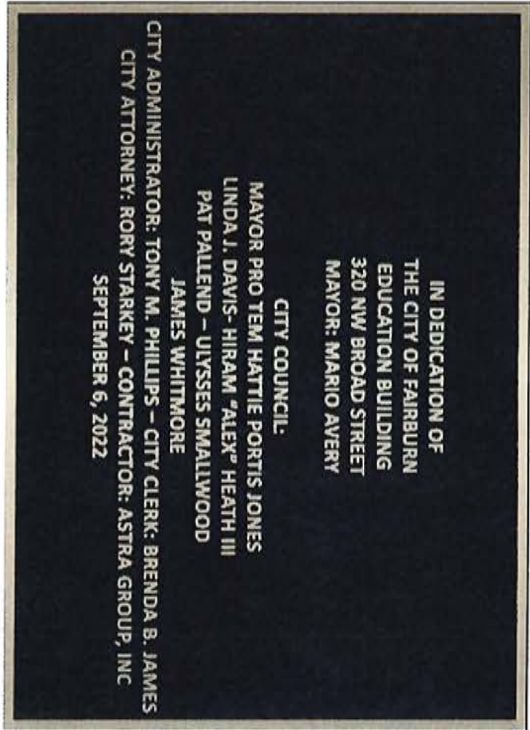 IN DEDICATION OF
THE CITY OF FAIRBURN
EDUCATION BUILDING
320 NW BROAD STREET
MAYOR: MARIO AVERY
CITY COUNCIL:
MAYOR PRO TEM HATTIE PORTIS JONES
LINDA J. DAVIS- HIRAM "ALEX" HEATH III
PAT PALLEND – ULYSSES SMALLWOOD
JAMES WHITMORE
CITY ADMINISTRATOR: TONY M. PHILLIPS – CITY CLERK: BRENDA B. JAMES
CITY ATTORNEY: RORY STARKEY – CONTRACTOR: ASTRA GROUP, INC
SEPTEMBER 6, 2022